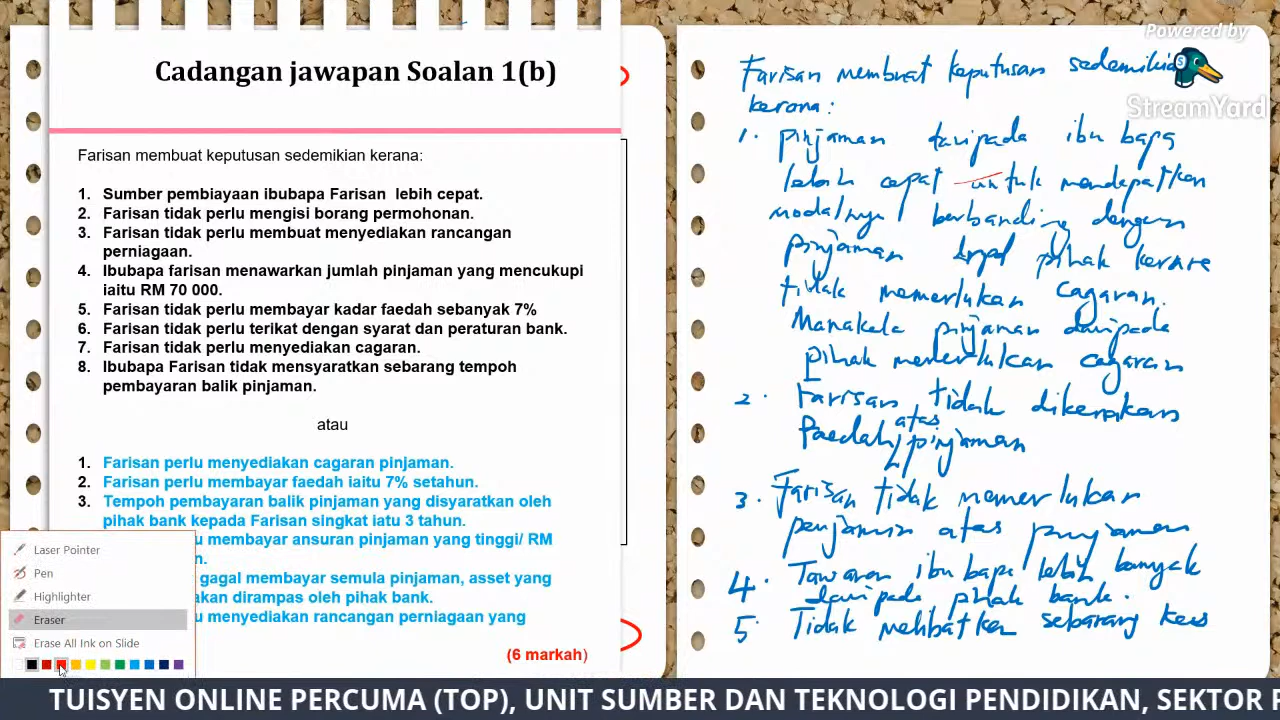 Cadangan jawapan Soalan 1(b)
Farisan membuat keputusan sedemikian kerana:
1. Sumber pembiayaan ibubapa Farisan lebih cepat.
2. Farisan tidak perlu mengisi borang permohonan.
3. Farisan tidak perlu membuat menyediakan rancangan
perniagaan.
4. Ibubapa farisan menawarkan jumlah pinjaman yang mencukupi
iaitu RM 70 000.
5. Farisan tidak perlu membayar kadar faedah sebanyak 7%
6. Farisan tidak perlu terikat dengan syarat dan peraturan bank.
7. Farisan tidak perlu menyediakan cagaran.
8. Ibubapa Farisan tidak mensyaratkan sebarang tempoh
pembayaran balik pinjaman.
atau
1. Farisan perlu menyediakan cagaran pinjaman.
2. Farisan perlu membayar faedah iaitu 7% setahun.
3. Tempoh pembayaran balik pinjaman yang disyaratkan oleh
pihak bank kepada Farisan singkat iatu 3 tahun.
membayar ansuran pinjaman yang tinggi/ RM
gagal membayar semula pinjaman, asset yang
dirampas oleh pihak bank.
menyediakan rancangan perniagaan yang
(6 markah)
Laser Pointer
Pen
Highlighter
Eraser
Erase All Ink on Slide
Farisan membuat keputusan
kerana:
1. pinjaman daripada ibu bapa
lebih cepat untuk mendapatkan
modalnya berbanding dengan
pinjaman pihak kerana
tidak memerlukan cagaran.
Manakala pinjaman daripada
pihak memerlukan cagaran
2. Farisan tidak dikenakan
faedah atas pinjaman
3. Farisan tidak memerlukan
penjamin atas pinjaman
4. Tawaran ibu bapa lebih banyak
daripada pihak bank.
5. Tidak melibatkan sebarang kos
Powered by
StreamYard
TUISYEN ONLINE PERCUMA (TOP), UNIT SUMBER DAN TEKNOLOGI PENDIDIKAN, SEKTOR